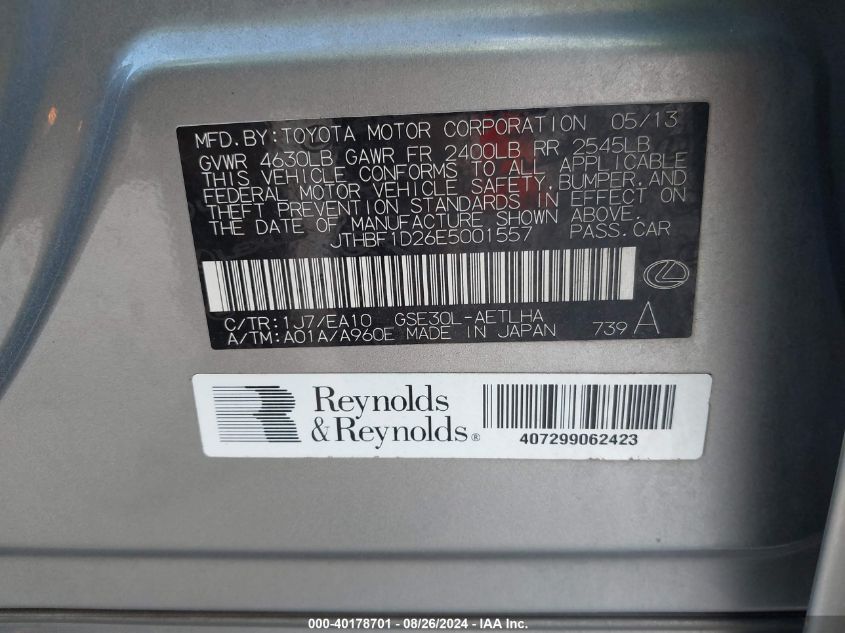 MFD.BY:TOYOTA MOTOR CORPORATION 05/13
GVWR 4630LB GAWR FR 2400LB RR 2545LB
THIS VEHICLE CONFORMS TO ALL APPLICABLE
FEDERAL MOTOR VEHICLE SAFETY,BUMPER,AND
THEFT PREVENTION STANDARDS IN EFFECT ON
THE DATE OF MANUFACTURE SHOWN ABOVE.
JTHBF1D26E5001557 PASS.CAR
C/TR:1J7/EA10 GSE30L-AETLHA
A/TM:A01A/A960E MADE IN JAPAN 739 A
Reynolds
&Reynolds®
407299062423
000-40178701 - 08/26/2024 - IAA Inc.